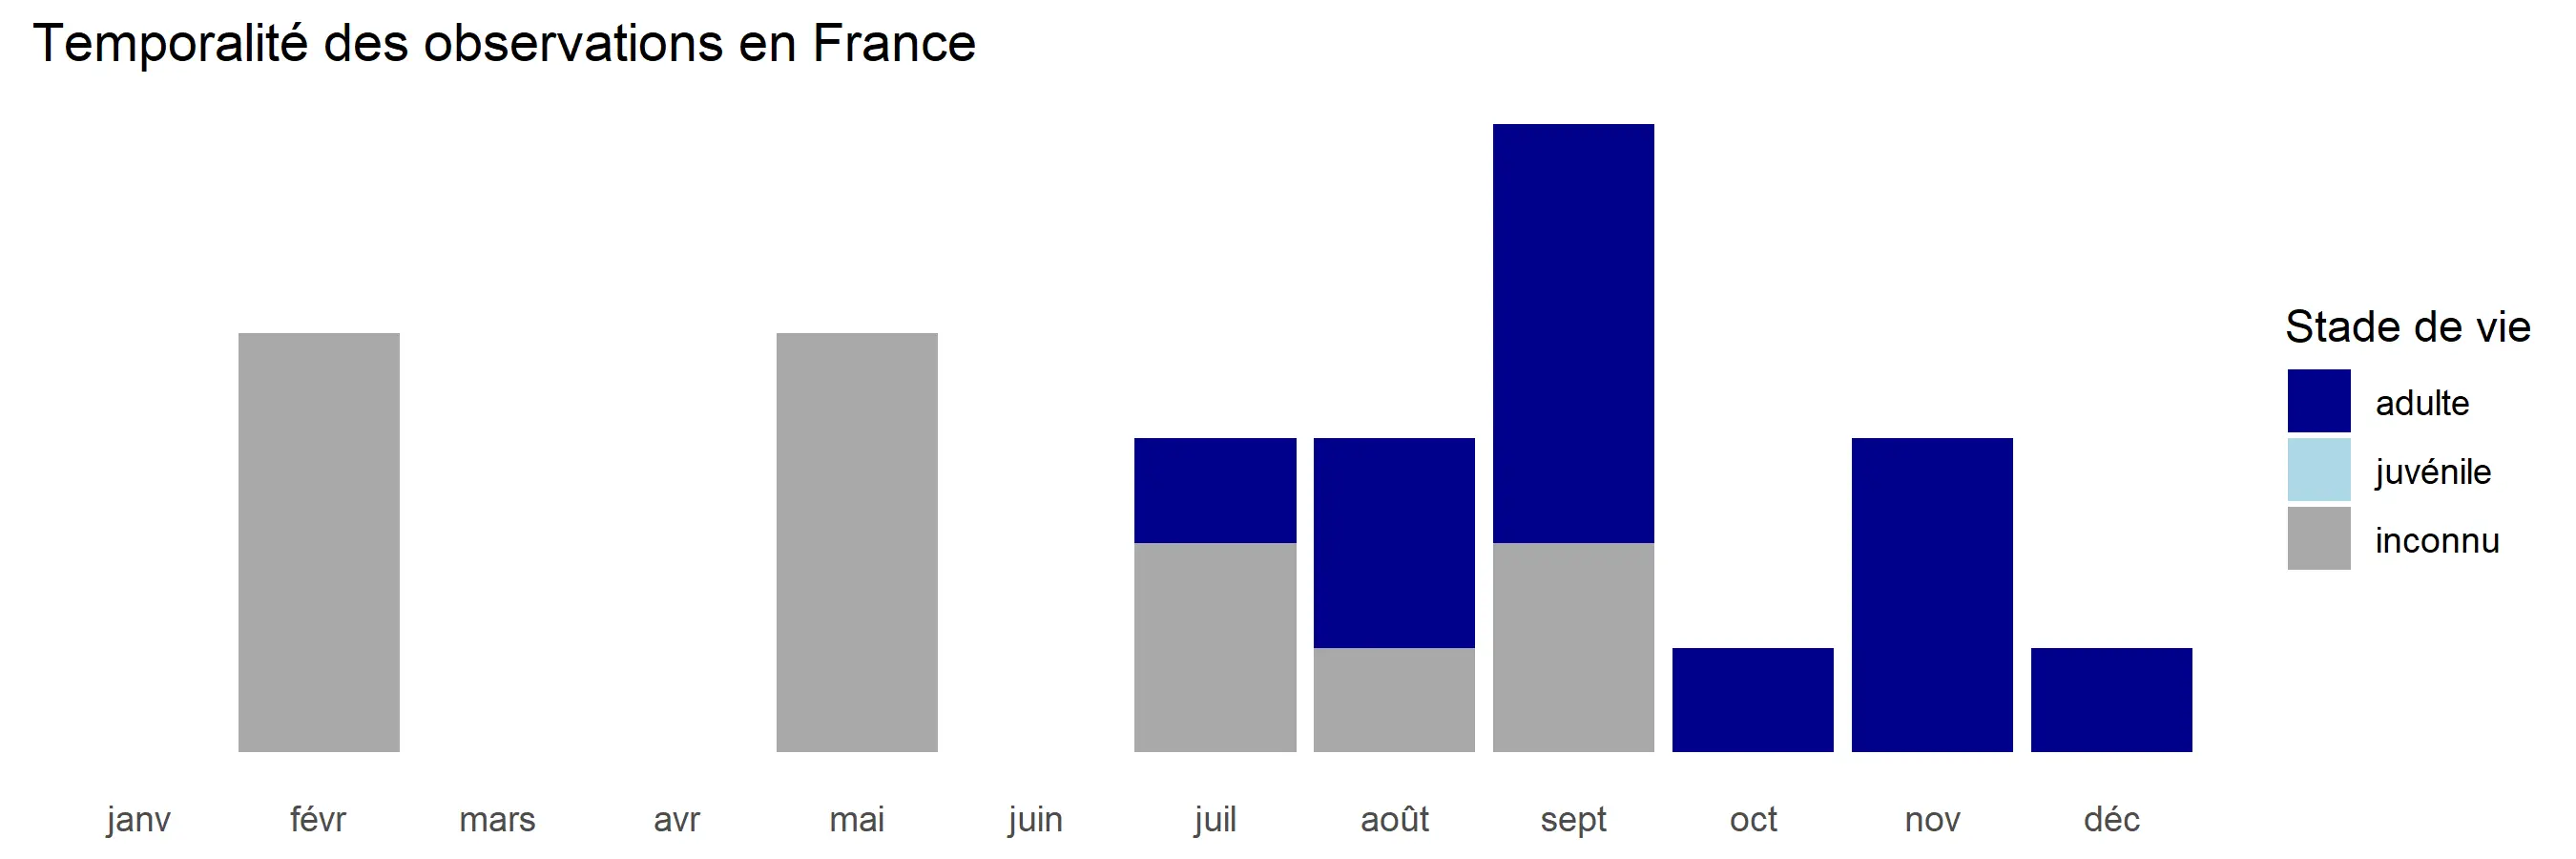 Temporalité des observations en France
Stade de vie
adulte
juvénile
inconnu
janv févr mars avr mai juin juil août sept oct nov déc